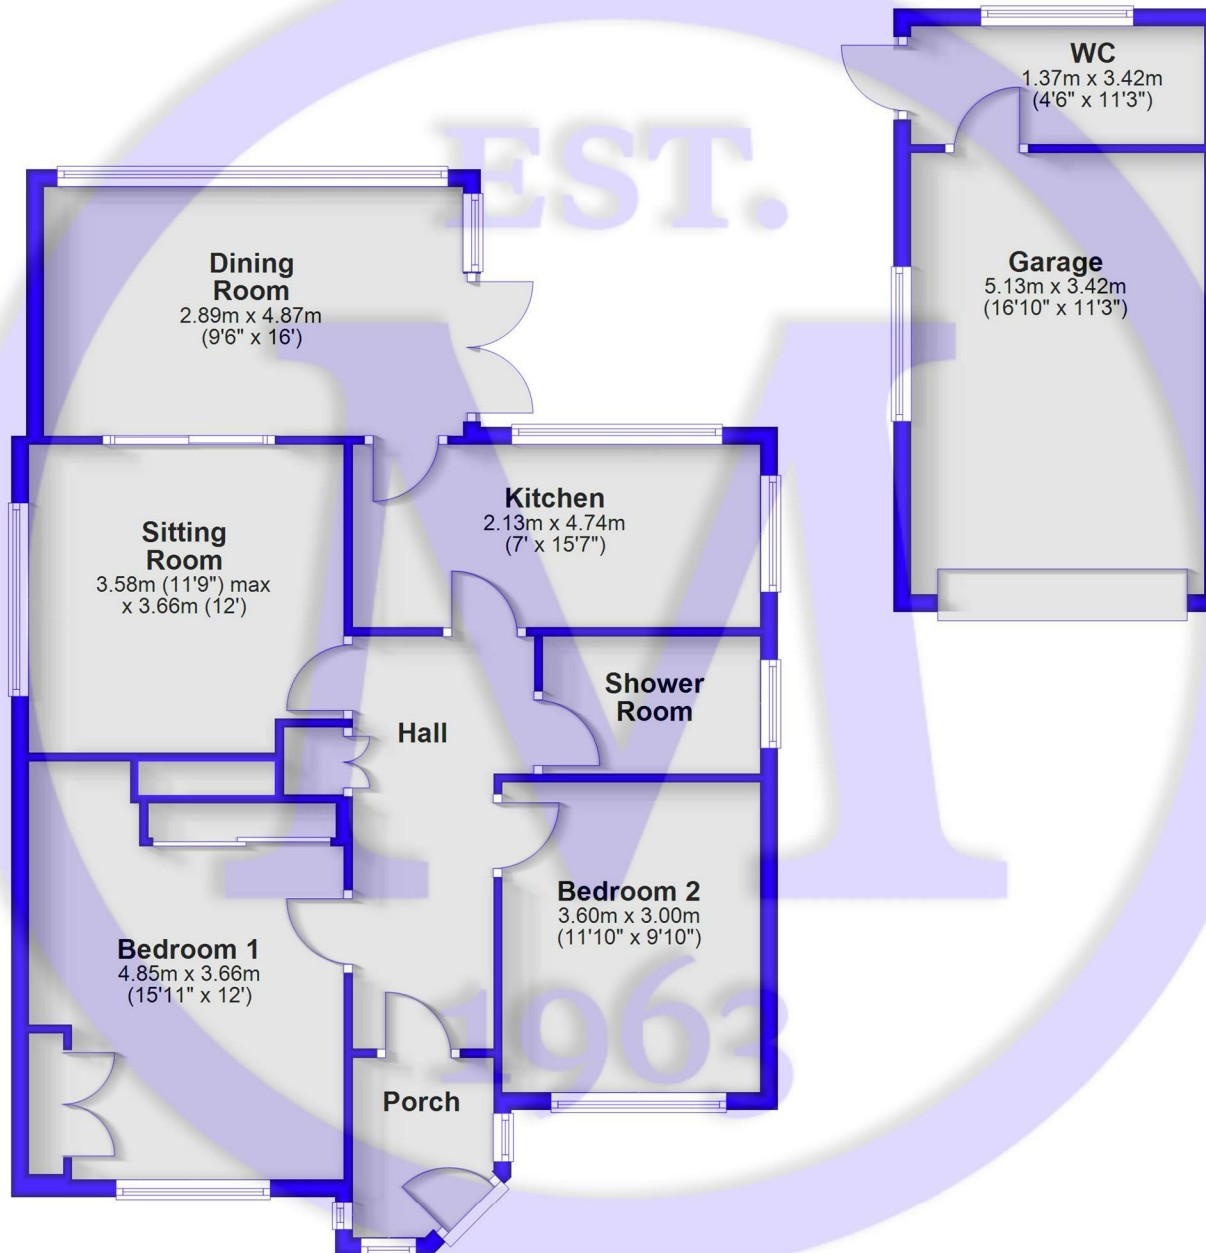 WC
1.37m x 3.42m
(4'6" x 11'3")
EST.
Dining
Room
2.89m x 4.87m
(9'6" x 16')
Garage
5.13m x 3.42m
(16'10" x 11'3")
M
Kitchen
2.13m x 4.74m
(7' x 15'7")
Sitting
Room
3.58m (11'9") max
x 3.66m (12')
Shower
Room
Hall
Bedroom 2
3.60m x 3.00m
(11'10" x 9'10")
Bedroom 1
4.85m x 3.66m
(15'11" x 12')
1963
Porch